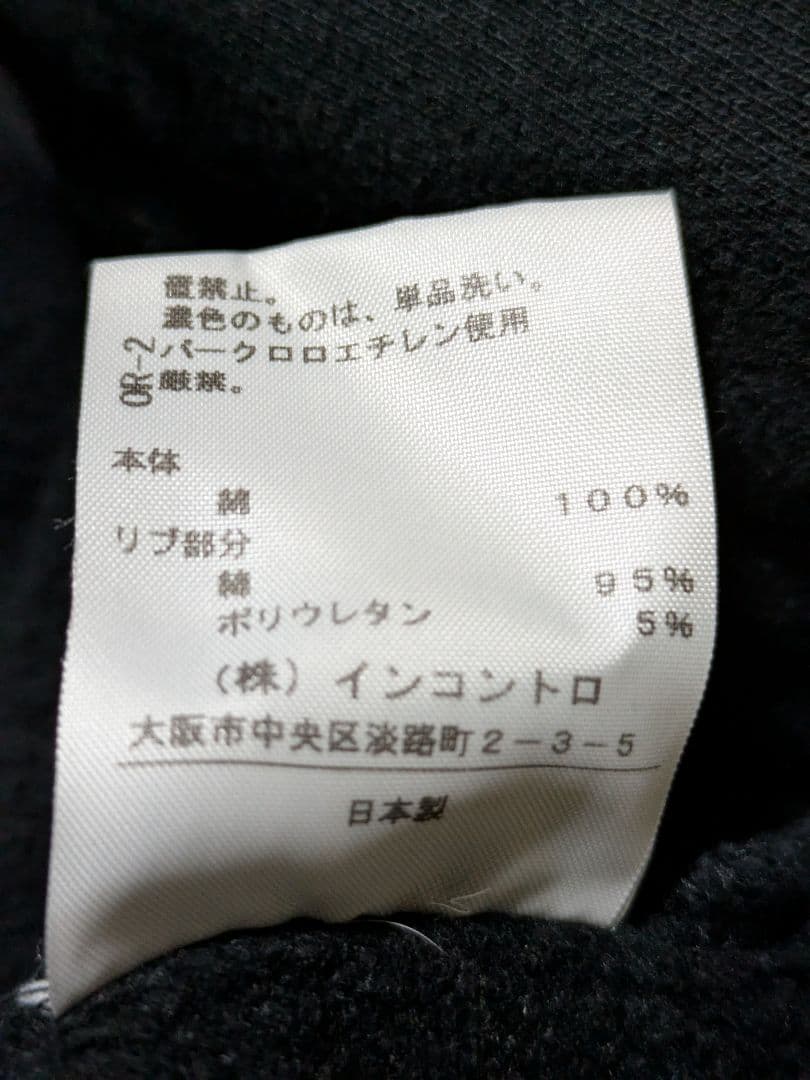 置禁止。
濃色のものは、単品洗い。
パークロロエチレン使用
厳禁。
OR-2
本体
綿 100%
リブ部分
綿 95%
ポリウレタン 5%
(株)インコントロ
大阪市中央区淡路町2-3-5
日本製